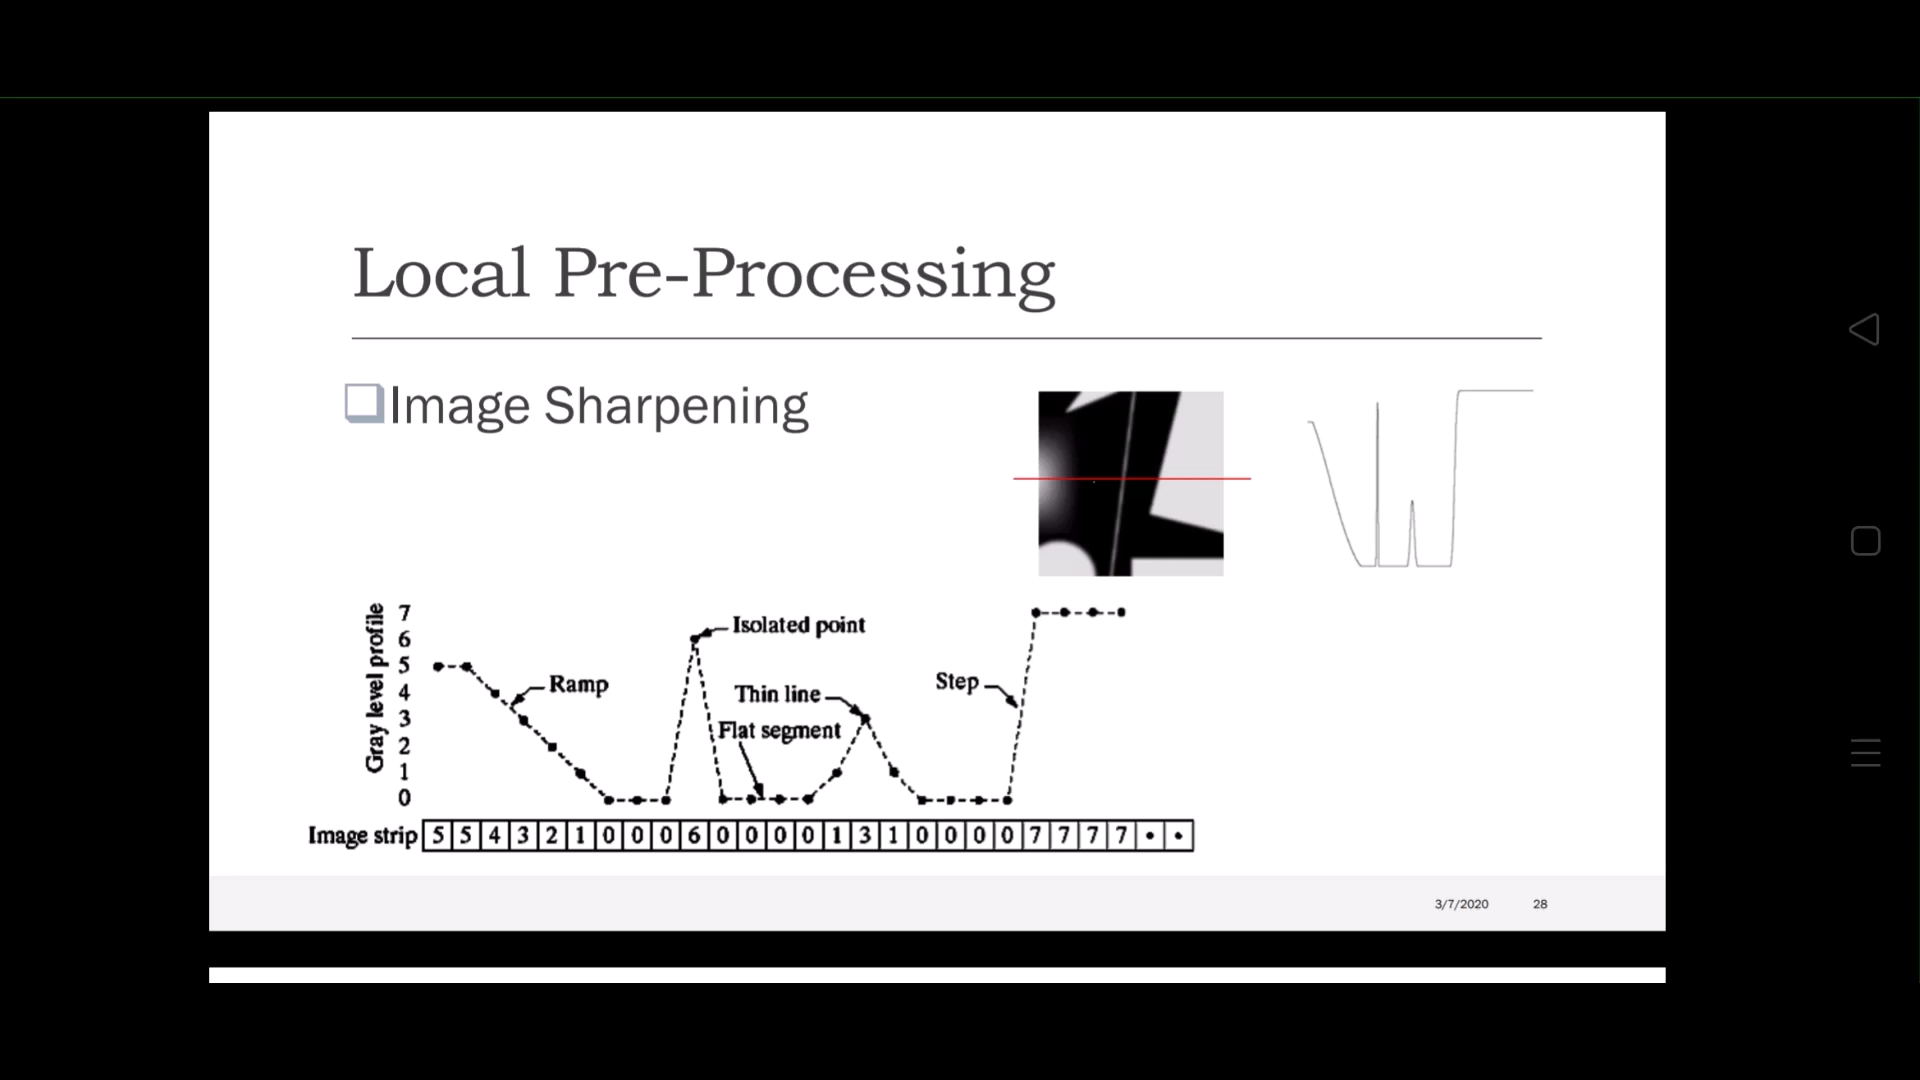 Local Pre-Processing
Image Sharpening
Gray level profile
7
6
5
4
3
2
1
0
Ramp
Isolated point
Thin line
Flat segment
Step
Image strip 5 5 4 3 2 1 0 0 0 6 0 0 0 0 1 3 1 0 0 0 0 7 7 7 7 • •
3/7/2020 28